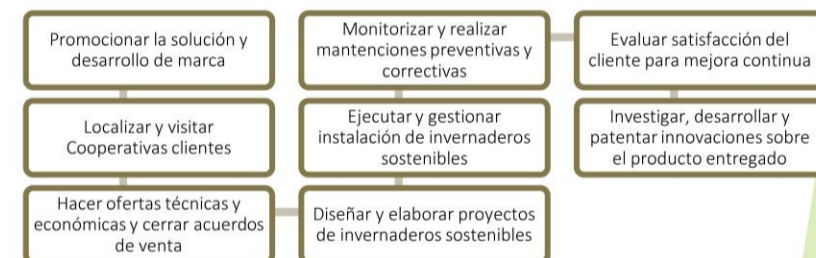 Promocionar la solución y
desarrollo de marca
Localizar y visitar
Cooperativas clientes
Hacer ofertas técnicas y
económicas y cerrar acuerdos
de venta
Diseñar y elaborar proyectos
de invernaderos sostenibles
Ejecutar y gestionar
instalación de invernaderos
sostenibles
Monitorizar y realizar
mantenciones preventivas y
correctivas
Evaluar satisfacción del
cliente para mejora continua
Investigar, desarrollar y
patentar innovaciones sobre
el producto entregado